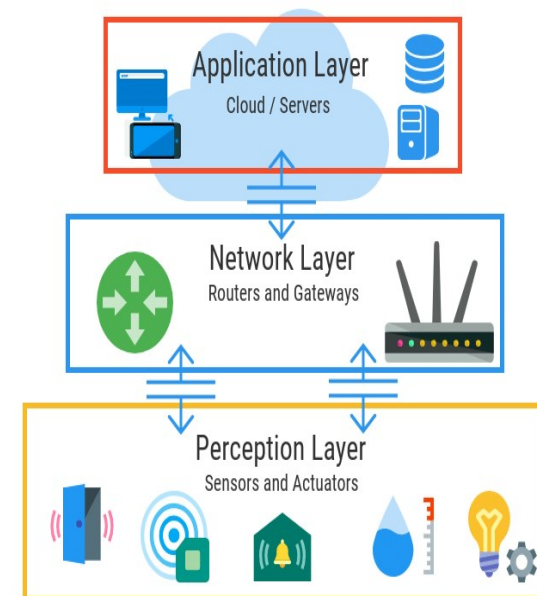 Application Layer
Cloud / Servers
Network Layer
Routers and Gateways
Perception Layer
Sensors and Actuators